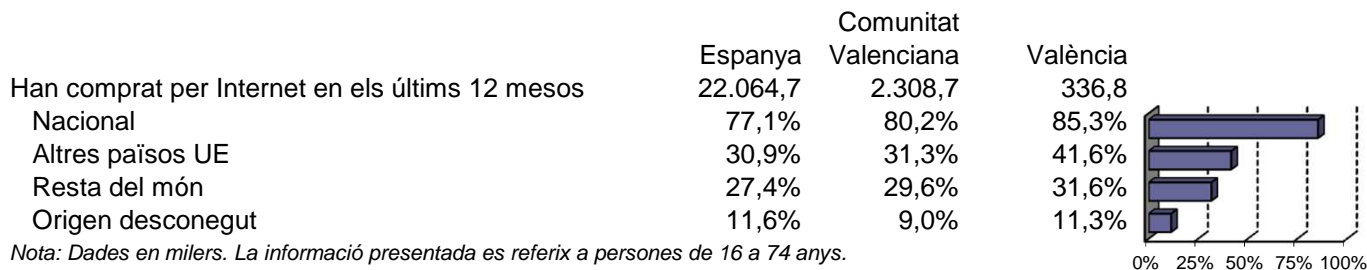 Comunitat
Espanya Valenciana València
Han comprat per Internet en els últims 12 mesos 22.064,7 2.308,7 336,8
Nacional 77,1% 80,2% 85,3%
Altres països UE 30,9% 31,3% 41,6%
Resta del món 27,4% 29,6% 31,6%
Origen desconegut 11,6% 9,0% 11,3%
Nota: Dades en milers. La informació presentada es referix a persones de 16 a 74 anys.
0% 25% 50% 75% 100%